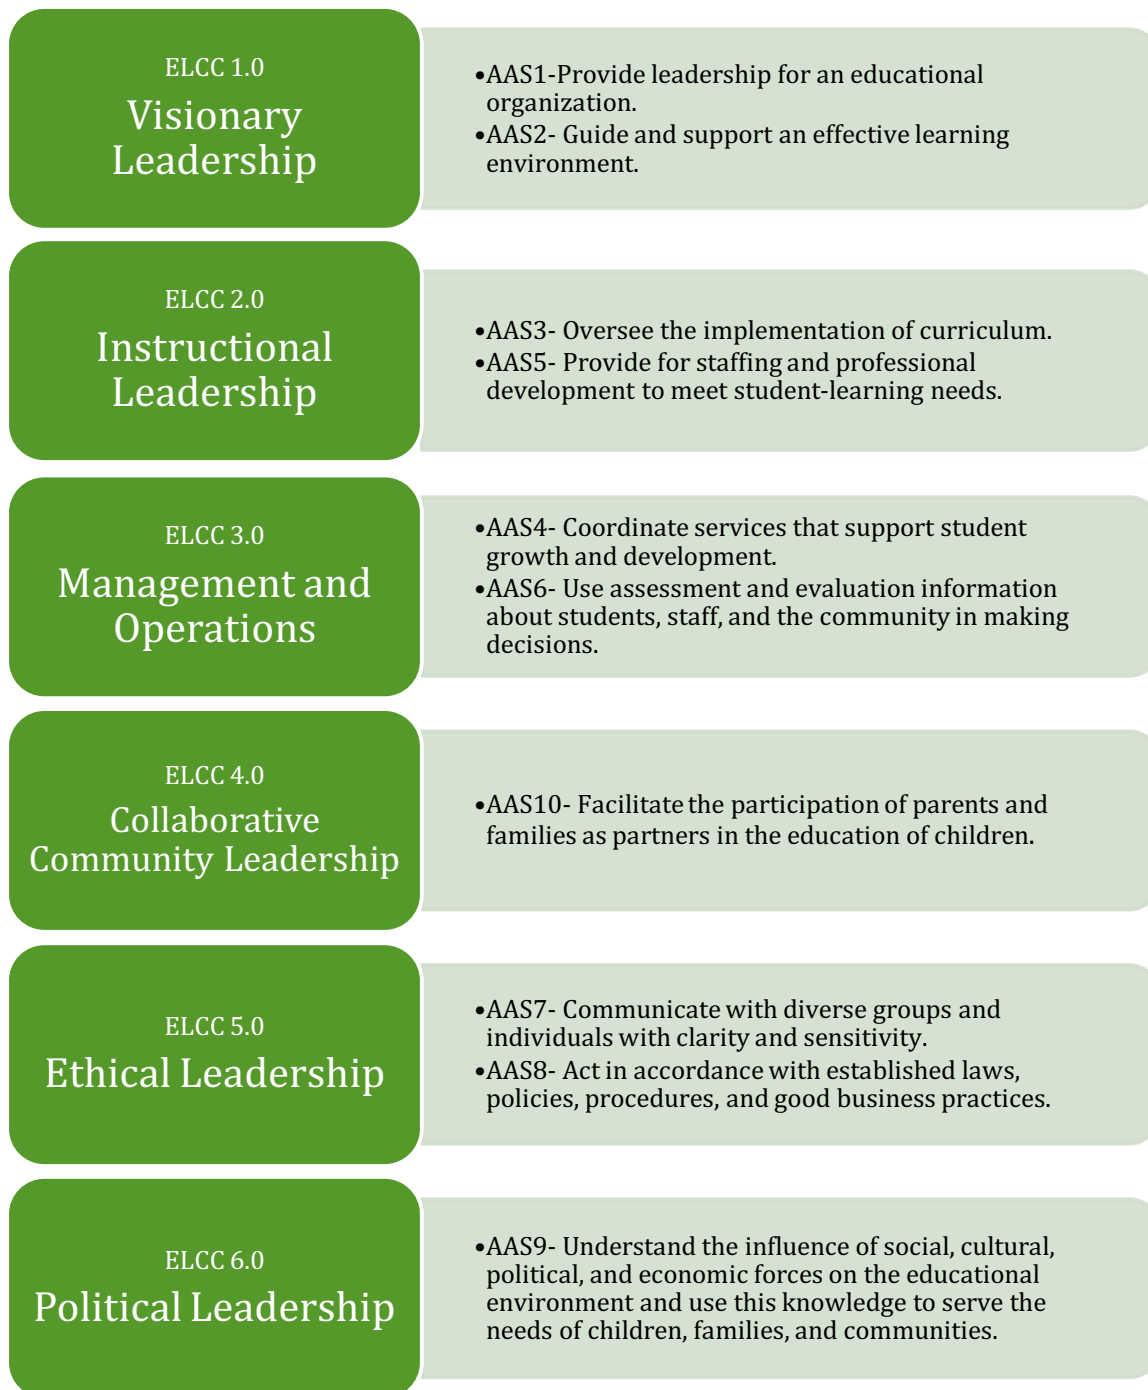 ELCC 1.0
Visionary
Leadership
•AAS1-Provide leadership for an educational
organization.
•AAS2- Guide and support an effective learning
environment.
ELCC 2.0
Instructional
Leadership
•AAS3- Oversee the implementation of curriculum.
•AAS5- Provide for staffing and professional
development to meet student-learning needs.
ELCC 3.0
Management and
Operations
•AAS4- Coordinate services that support student
growth and development.
•AAS6- Use assessment and evaluation information
about students, staff, and the community in making
decisions.
ELCC 4.0
Collaborative
Community Leadership
•AAS10- Facilitate the participation of parents and
families as partners in the education of children.
ELCC 5.0
Ethical Leadership
•AAS7- Communicate with diverse groups and
individuals with clarity and sensitivity.
•AAS8- Act in accordance with established laws,
policies, procedures, and good business practices.
ELCC 6.0
Political Leadership
•AAS9- Understand the influence of social, cultural,
political, and economic forces on the educational
environment and use this knowledge to serve the
needs of children, families, and communities.